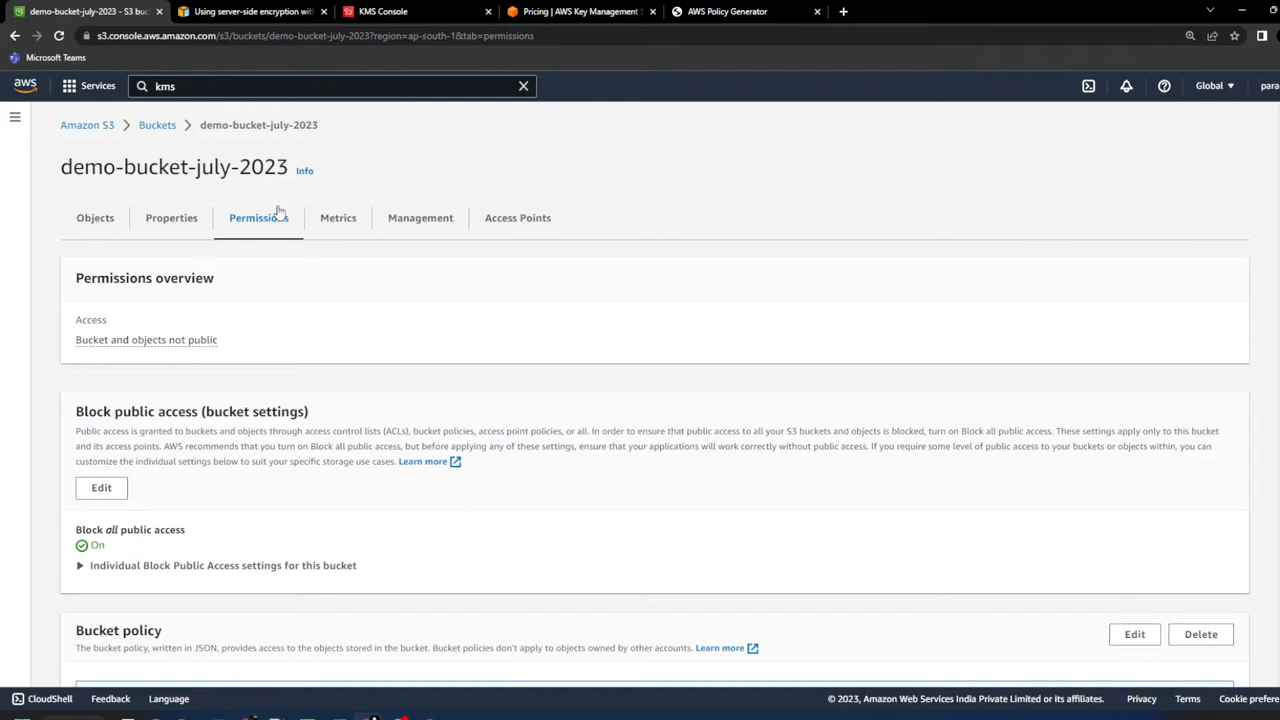 demo-bucket-july-2023 - S3 buc
Using server-side encryption with
KMS Console
Pricing | AWS Key Management S
AWS Policy Generator
s3.console.aws.amazon.com/s3/buckets/demo-bucket-july-2023?region=ap-south-1&tab=permissions
Microsoft Teams
aws
Services
kms
Global
para
Amazon S3 > Buckets > demo-bucket-july-2023
demo-bucket-july-2023 Info
Objects
Properties
Permissions
Metrics
Management
Access Points
Permissions overview
Access
Bucket and objects not public
Block public access (bucket settings)
Public access is granted to buckets and objects through access control lists (ACLs), bucket policies, access point policies, or all. In order to ensure that public access to all your S3 buckets and objects is blocked, turn on Block all public access. These settings apply only to this bucket
and its access points. AWS recommends that you turn on Block all public access, but before applying any of these settings, ensure that your applications will work correctly without public access. If you require some level of public access to your buckets or objects within, you can
customize the individual settings below to suit your specific storage use cases. Learn more
Edit
Block all public access
On
Individual Block Public Access settings for this bucket
Bucket policy
Edit
Delete
The bucket policy, written in JSON, provides access to the objects stored in the bucket. Bucket policies don't apply to objects owned by other accounts. Learn more
CloudShell
Feedback
Language
© 2023, Amazon Web Services India Private Limited or its affiliates.
Privacy
Terms
Cookie prefere